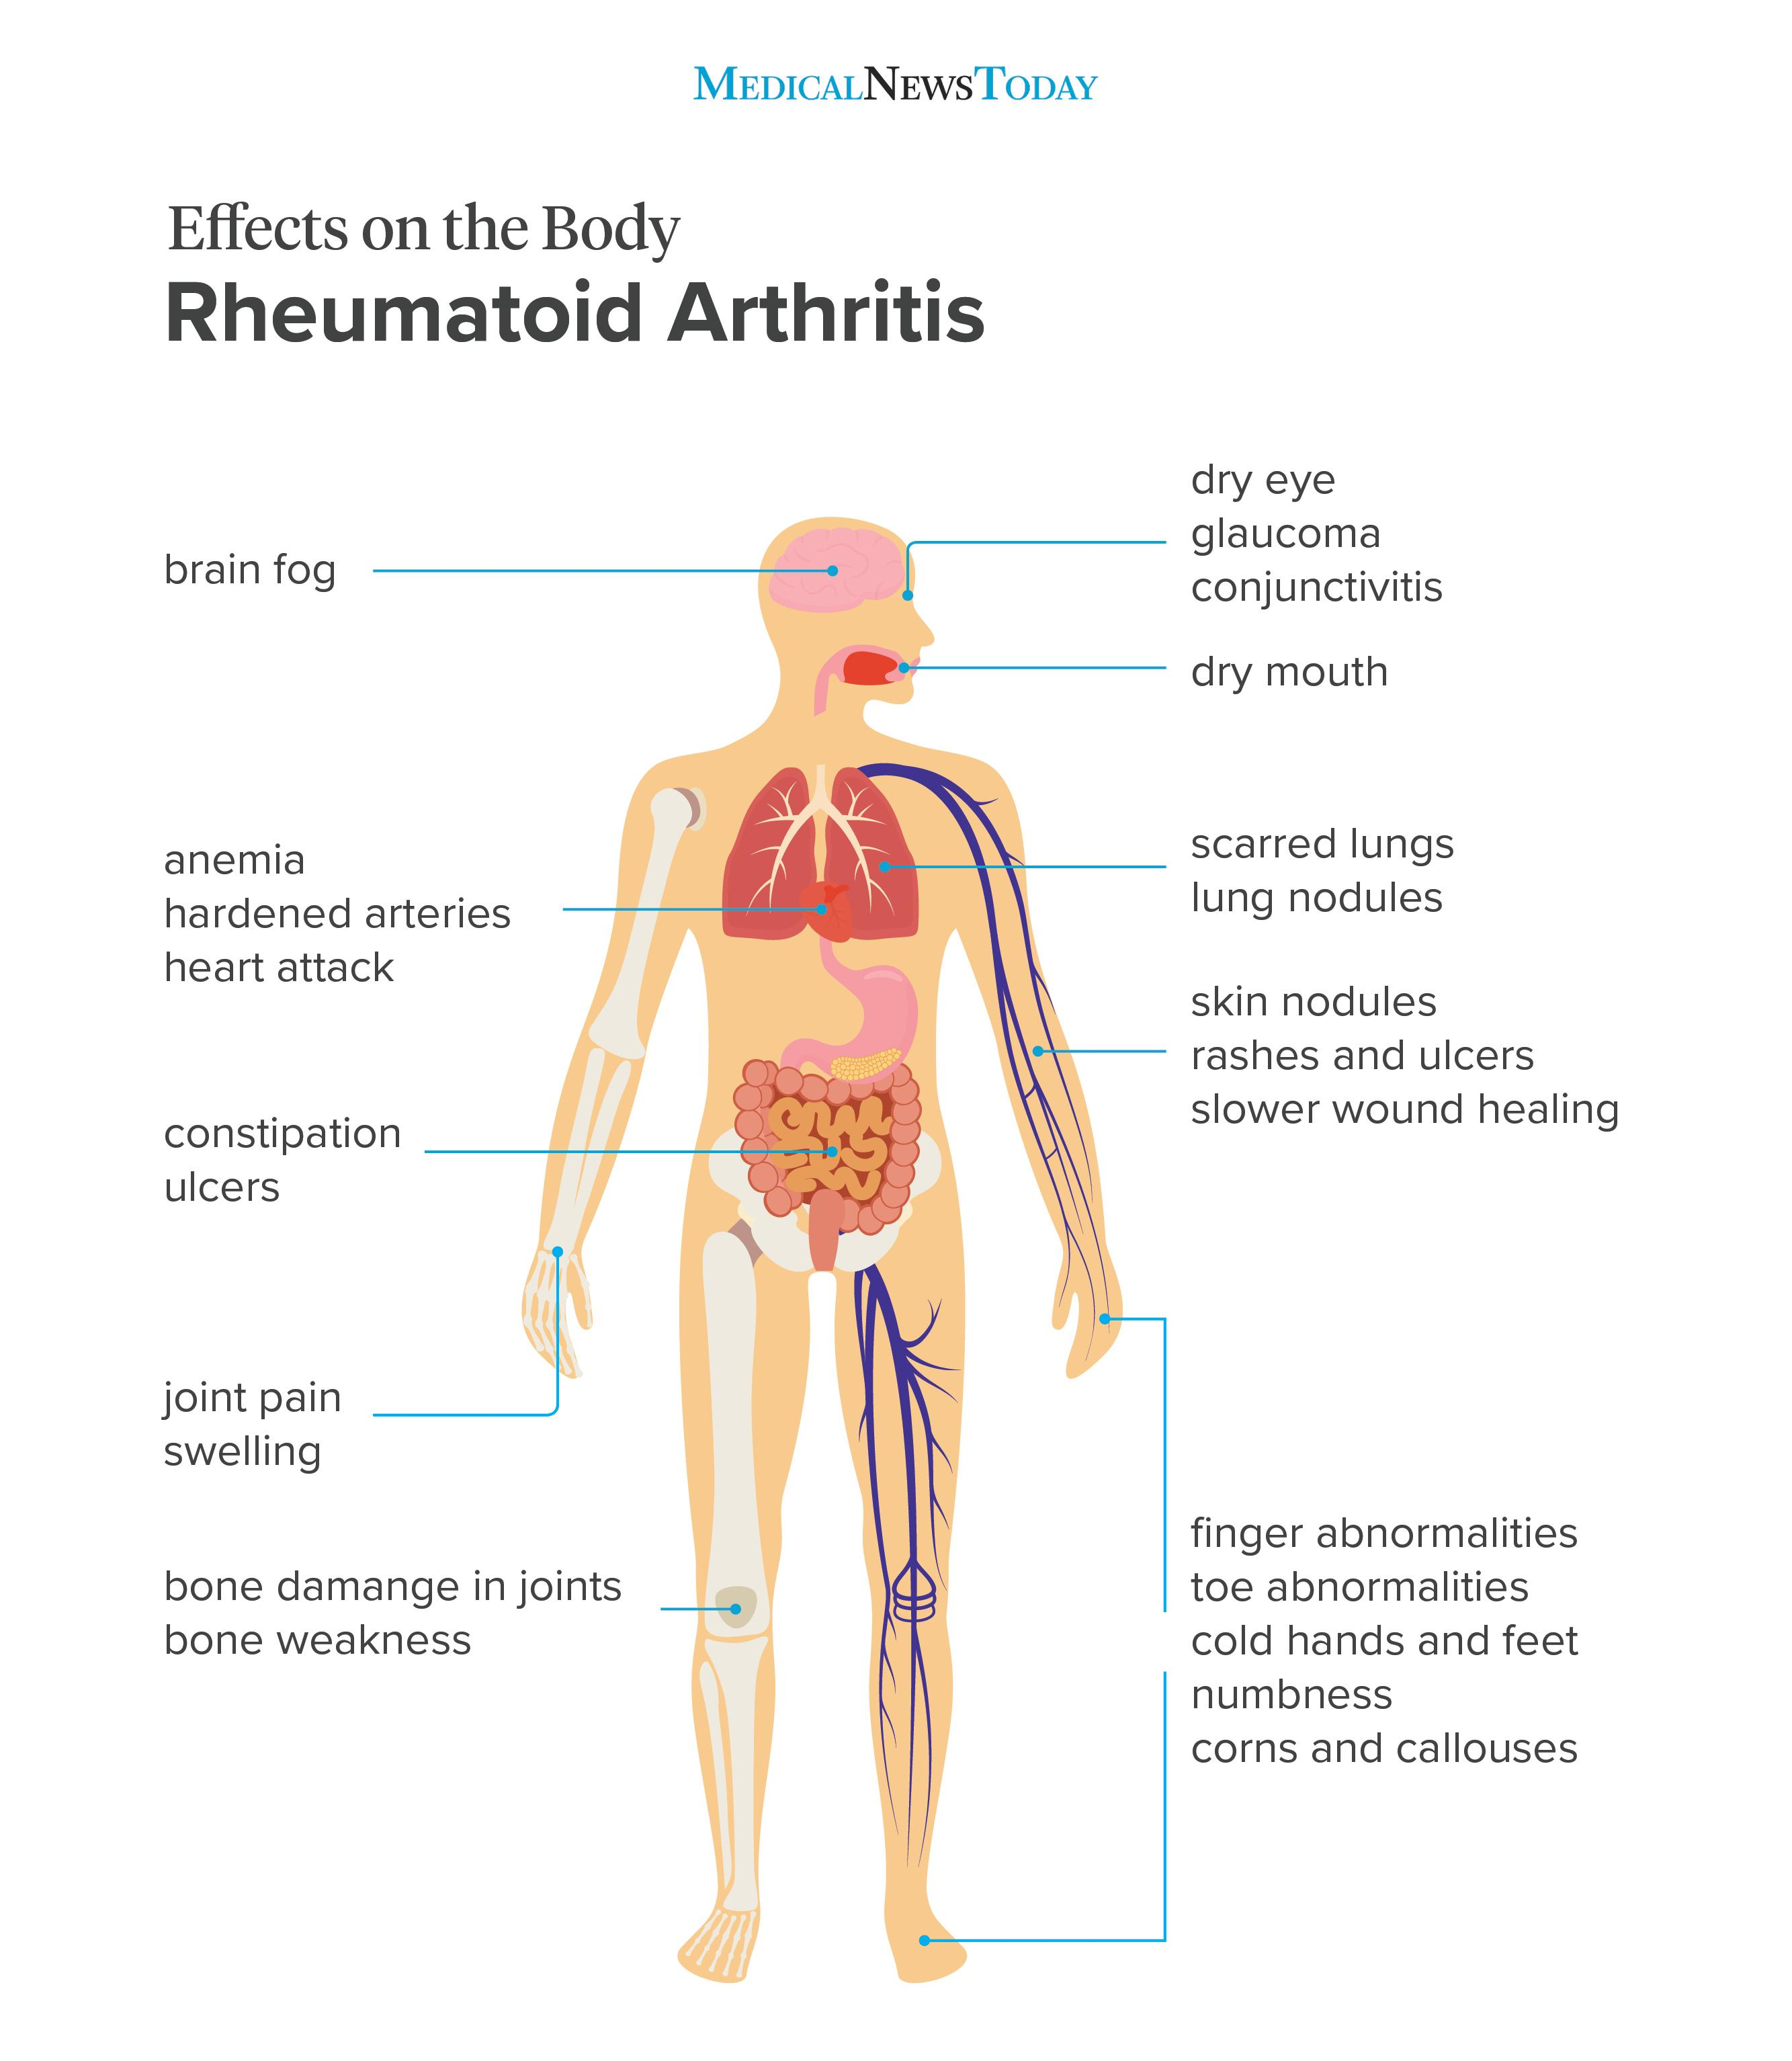 MEDICALNEWSTODAY
Effects on the Body
Rheumatoid Arthritis
brain fog
anemia
hardened arteries
heart attack
constipation
ulcers
joint pain
swelling
bone damange in joints
bone weakness
dry eye
glaucoma
conjunctivitis
dry mouth
scarred lungs
lung nodules
skin nodules
rashes and ulcers
slower wound healing
finger abnormalities
toe abnormalities
cold hands and feet
numbness
corns and callouses